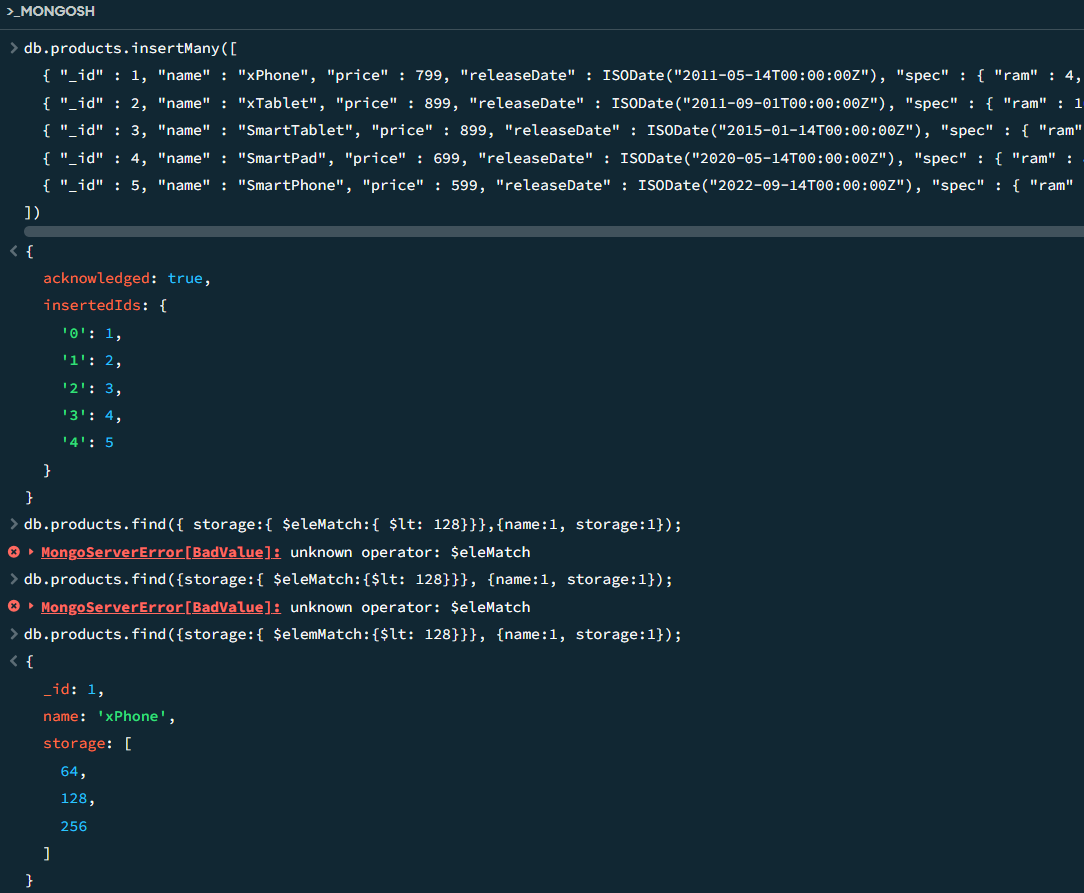 >_MONGOSH
db.products.insertMany([
{ "_id" : 1, "name" : "xPhone", "price" : 799, "releaseDate" : ISODate("2011-05-14T00:00:00Z"), "spec" : { "ram" : 4,
{ "_id" : 2, "name" : "xTablet", "price" : 899, "releaseDate" : ISODate("2011-09-01T00:00:00Z"), "spec" : { "ram" : 1
{ "_id" : 3, "name" : "SmartTablet", "price" : 899, "releaseDate" : ISODate("2015-01-14T00:00:00Z"), "spec" : { "ram"
{ "_id" : 4, "name" : "SmartPad", "price" : 699, "releaseDate" : ISODate("2020-05-14T00:00:00Z"), "spec" : { "ram" :
{ "_id" : 5, "name" : "SmartPhone", "price" : 599, "releaseDate" : ISODate("2022-09-14T00:00:00Z"), "spec" : { "ram"
])
{
acknowledged: true,
insertedIds: {
'0': 1,
'1': 2,
'2': 3,
'3': 4,
'4': 5
}
}
db.products.find({ storage:{ $eleMatch:{ $lt: 128}}},{name:1, storage:1});
MongoServerError[BadValue]: unknown operator: $eleMatch
db.products.find({storage:{ $eleMatch:{$lt: 128}}}, {name:1, storage:1});
MongoServerError[BadValue]: unknown operator: $eleMatch
db.products.find({storage:{ $elemMatch:{$lt: 128}}}, {name:1, storage:1});
{
_id: 1,
name: 'xPhone',
storage: [
64,
128,
256
]
}